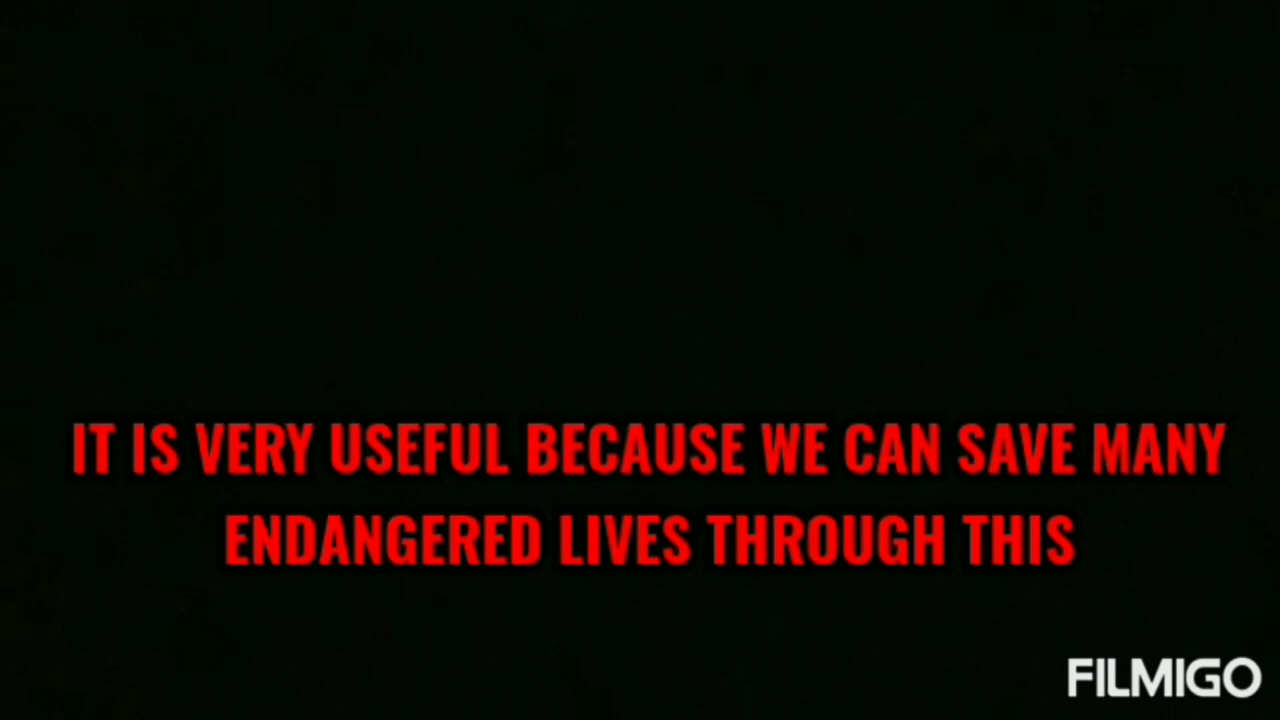 IT IS VERY USEFUL BECAUSE WE CAN SAVE MANY
ENDANGERED LIVES THROUGH THIS
FILMIGO